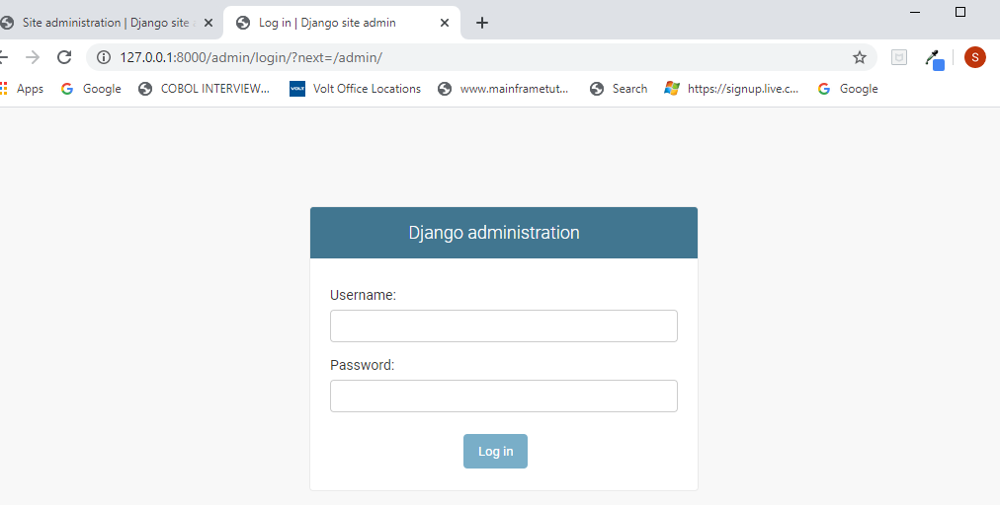 Site administration | Django site
Log in | Django site admin
127.0.0.1:8000/admin/login/?next=/admin/
S
Apps Google COBOL INTERVIEW... VOLT Volt Office Locations www.mainframetut... Search https://signup.live.c... Google
Django administration
Username:
Password:
Log in